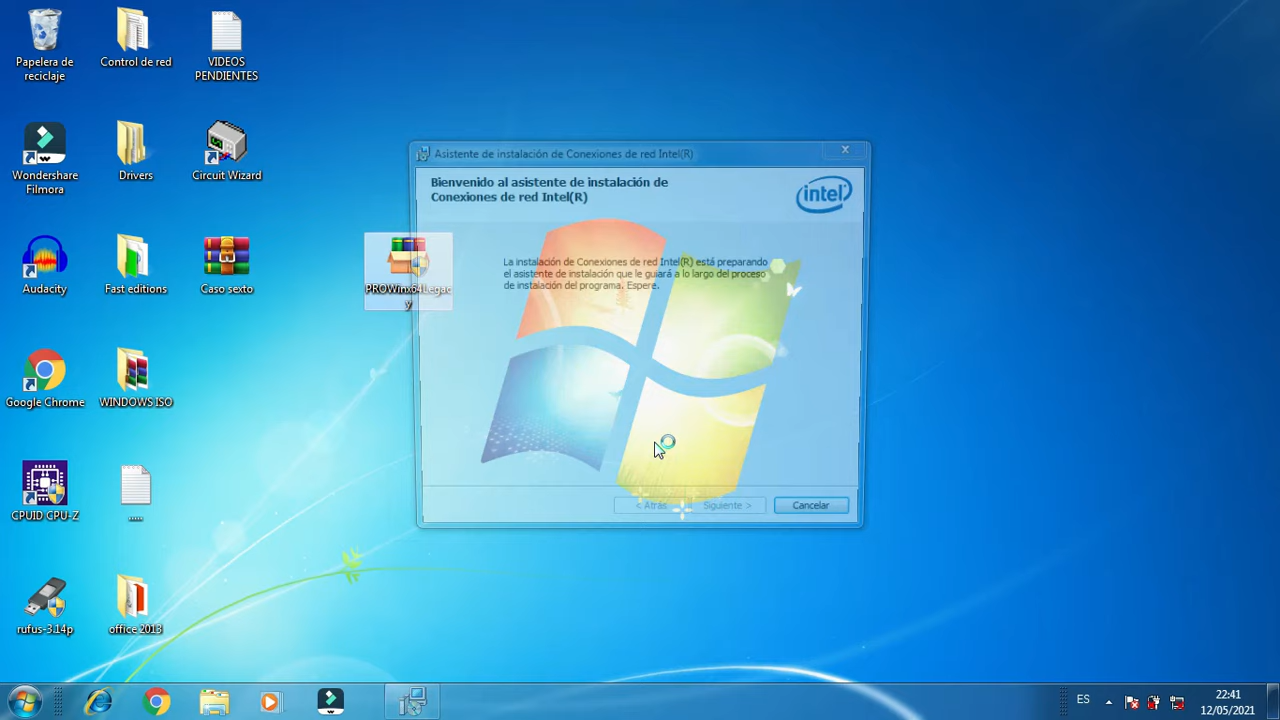 Papelera de
reciclaje
Control de red
VIDEOS
PENDIENTES
Wondershare
Filmora
Drivers
Circuit Wizard
Audacity
Fast editions
Caso sexto
PROWinx64Legac
y
Google Chrome
WINDOWS ISO
CPUID CPU-Z
.....
rufus-3.14p
office 2013
Asistente de instalación de Conexiones de red Intel(R)
Bienvenido al asistente de instalación de
Conexiones de red Intel(R)
intel
La instalación de Conexiones de red Intel(R) está preparando
el asistente de instalación que le guiará a lo largo del proceso
de instalación del programa. Espere.
< Atrás
Siguiente >
Cancelar
ES
22:41
12/05/2021